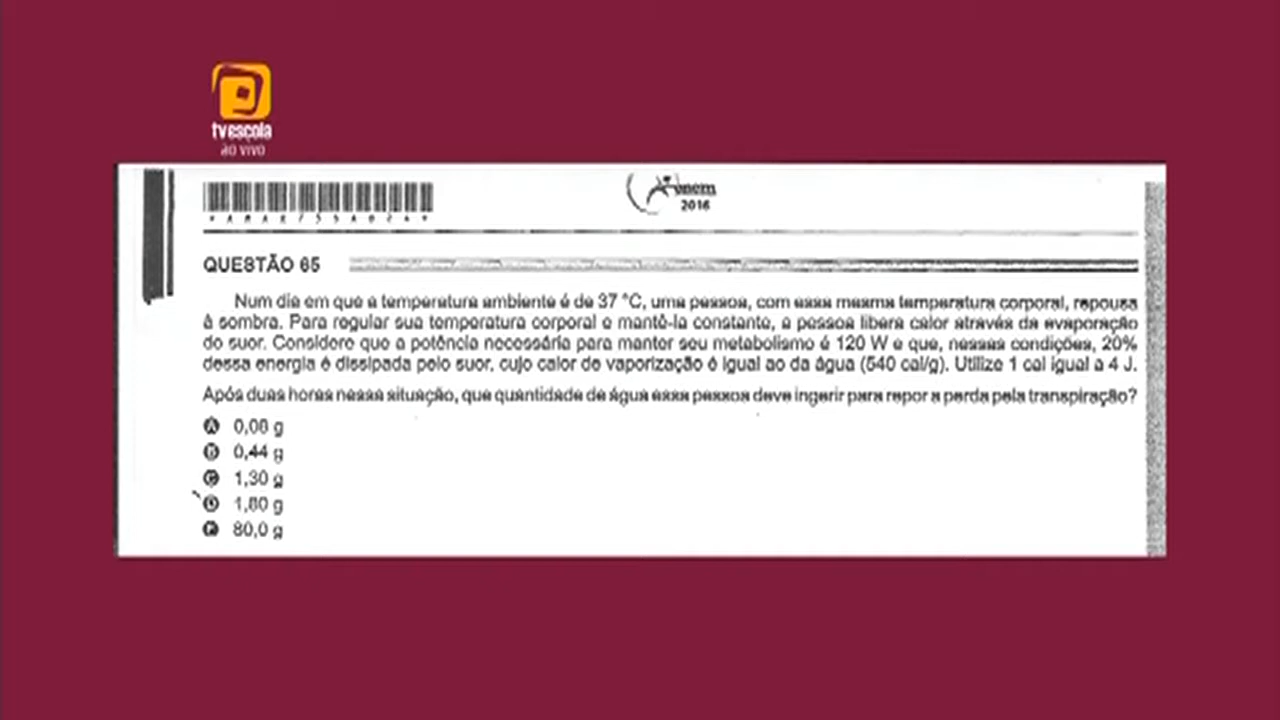 tvescola
ao vivo
enem
2016
QUESTÃO 65
Num dia em que a temperatura ambiente é de 37 °C, uma pessoa, com essa mesma temperatura corporal, repousa
à sombra. Para regular sua temperatura corporal e mantê-la constante, a pessoa libera calor através da evaporação
do suor. Considere que a potência necessária para manter seu metabolismo é 120 W e que, nessas condições, 20%
dessa energia é dissipada pelo suor, cujo calor de vaporização é igual ao da água (540 cal/g). Utilize 1 cal igual a 4 J.
Após duas horas nessa situação, que quantidade de água essa pessoa deve ingerir para repor a perda pela transpiração?
A 0,08 g
B 0,44 g
C 1,30 g
D 1,80 g
E 80,0 g